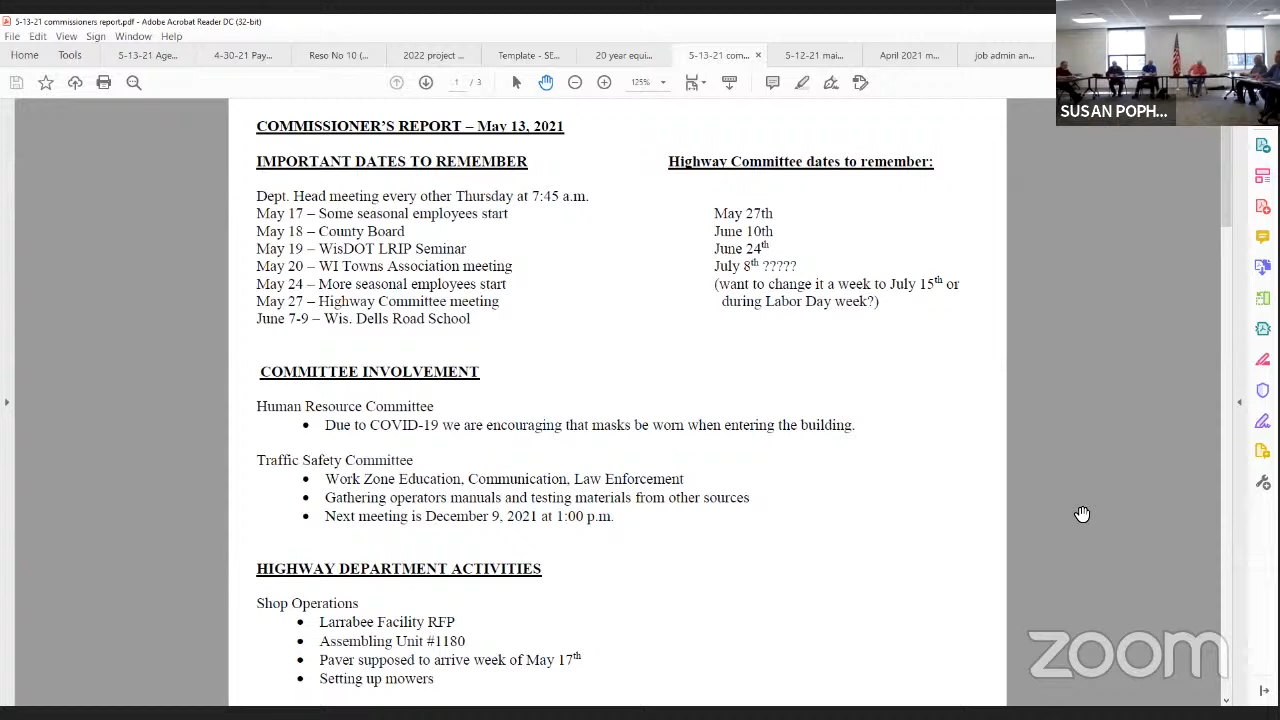 5-13-21 commissioners report.pdf - Adobe Acrobat Reader DC (32-bit)
File Edit View Sign Window Help
Home Tools 5-13-21 Age... 4-30-21 Pay... Reso No 10 (... 2022 project ... Template - SF... 20 year equi... 5-13-21 com... × 5-12-21 mai... April 2021 m... job admin an...
1 / 3 125%
SUSAN POPH...
COMMISSIONER'S REPORT – May 13, 2021
IMPORTANT DATES TO REMEMBER
Dept. Head meeting every other Thursday at 7:45 a.m.
May 17 – Some seasonal employees start
May 18 – County Board
May 19 – WisDOT LRIP Seminar
May 20 – WI Towns Association meeting
May 24 – More seasonal employees start
May 27 – Highway Committee meeting
June 7-9 – Wis. Dells Road School
Highway Committee dates to remember:
May 27th
June 10th
June 24th
July 8th ?????
(want to change it a week to July 15th or
during Labor Day week?)
COMMITTEE INVOLVEMENT
Human Resource Committee
• Due to COVID-19 we are encouraging that masks be worn when entering the building.
Traffic Safety Committee
• Work Zone Education, Communication, Law Enforcement
• Gathering operators manuals and testing materials from other sources
• Next meeting is December 9, 2021 at 1:00 p.m.
HIGHWAY DEPARTMENT ACTIVITIES
Shop Operations
• Larrabee Facility RFP
• Assembling Unit #1180
• Paver supposed to arrive week of May 17th
• Setting up mowers
zoom